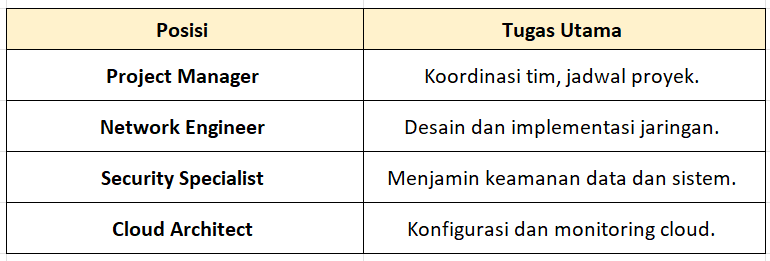 Posisi Tugas Utama
Project Manager Koordinasi tim, jadwal proyek.
Network Engineer Desain dan implementasi jaringan.
Security Specialist Menjamin keamanan data dan sistem.
Cloud Architect Konfigurasi dan monitoring cloud.